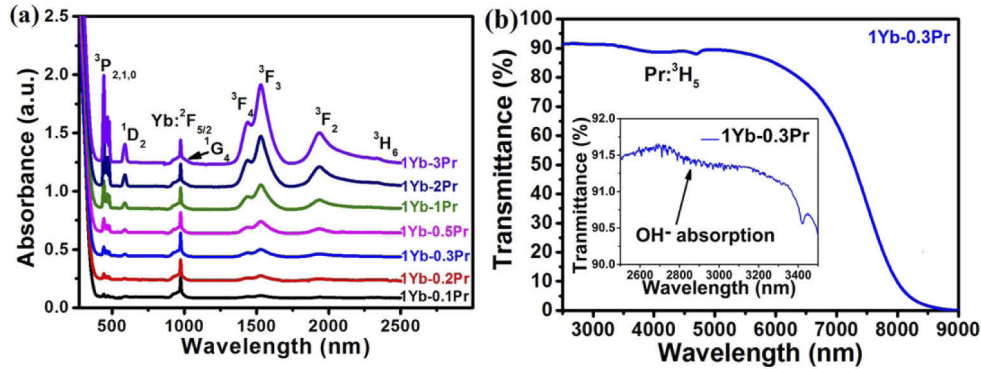 (a)
2.5
2.0
1.5
1.0
0.5
0.0
Absorbance (a.u.)
³P₂,₁,₀
¹D₂
Yb:²F₅/₂
¹G₄
³F₄
³F₃
³F₂
³H₆
1Yb-3Pr
1Yb-2Pr
1Yb-1Pr
1Yb-0.5Pr
1Yb-0.3Pr
1Yb-0.2Pr
1Yb-0.1Pr
500 1000 1500 2000 2500
Wavelength (nm)
(b)
100
90
80
70
60
50
40
30
20
10
0
Transmittance (%)
1Yb-0.3Pr
Pr:³H₅
92.0
91.5
91.0
90.5
90.0
Tranmittance (%)
1Yb-0.3Pr
OH⁻ absorption
2600 2800 3000 3200 3400
Wavelength (nm)
3000 4000 5000 6000 7000 8000 9000
Wavelength (nm)